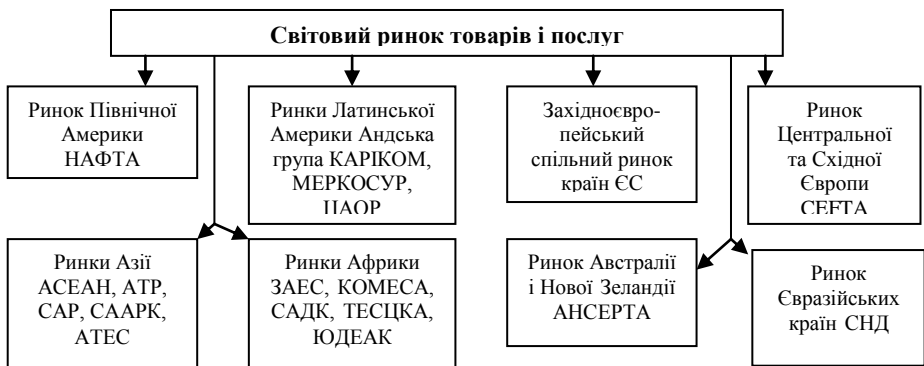 Світовий ринок товарів і послуг
Ринок Північної
Америки
НАФТА
Ринки Латинської
Америки Андська
група КАРІКОМ,
МЕРКОСУР,
ЦАОР
Західноєвро-
пейський
спільний ринок
країн ЄС
Ринок
Центральної
та Східної
Європи
CEFTA
Ринки Азії
АСЕАН, АТР,
САР, СААРК,
АТЕС
Ринки Африки
ЗАЕС, КОМЕСА,
САДК, ТЕСЦКА,
ЮДЕАК
Ринок Австралії
і Нової Зеландії
АНСЕРТА
Ринок
Євразійських
країн СНД